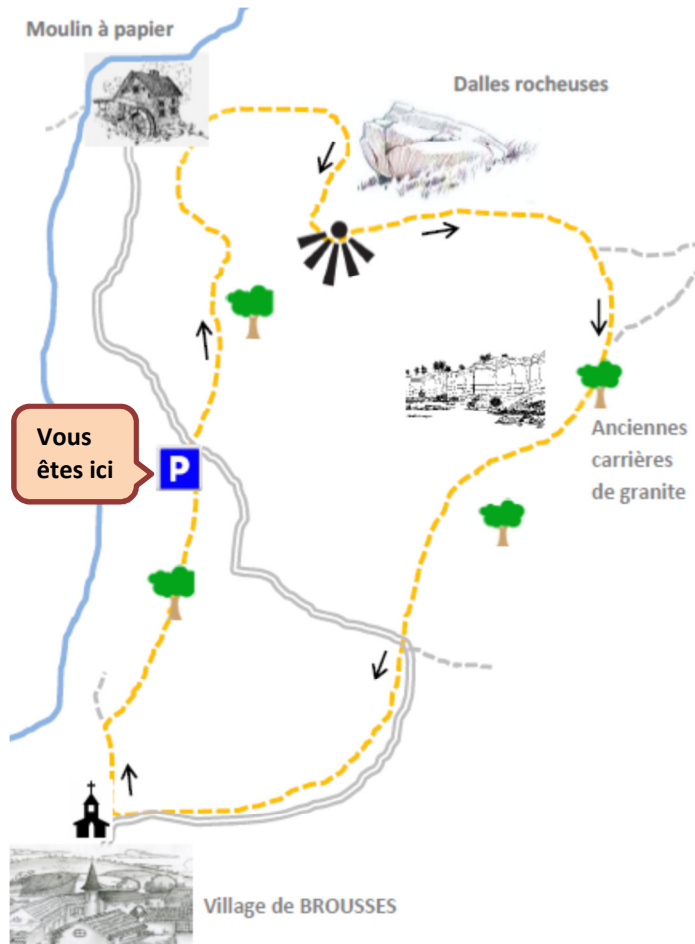 Moulin à papier
Dalles rocheuses
Vous
êtes ici
P
Anciennes
carrières
de granite
Village de BROUSSES